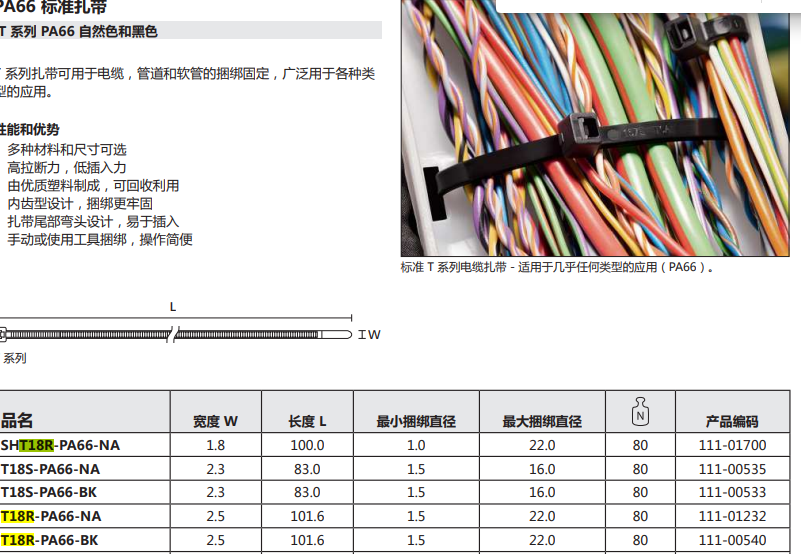 PA66 标准扎带
T 系列 PA66 自然色和黑色
T 系列扎带可用于电缆，管道和软管的捆绑固定，广泛用于各种类
型的应用。
性能和优势
多种材料和尺寸可选
高拉断力，低插入力
由优质塑料制成，可回收利用
内齿型设计，捆绑更牢固
扎带尾部弯头设计，易于插入
手动或使用工具捆绑，操作简便
标准 T 系列电缆扎带 - 适用于几乎任何类型的应用（PA66）。
L
W
系列
品名 宽度 W 长度 L 最小捆绑直径 最大捆绑直径 N 产品编码
SHT18R-PA66-NA 1.8 100.0 1.0 22.0 80 111-01700
T18S-PA66-NA 2.3 83.0 1.5 16.0 80 111-00535
T18S-PA66-BK 2.3 83.0 1.5 16.0 80 111-00533
T18R-PA66-NA 2.5 101.6 1.5 22.0 80 111-01232
T18R-PA66-BK 2.5 101.6 1.5 22.0 80 111-00540